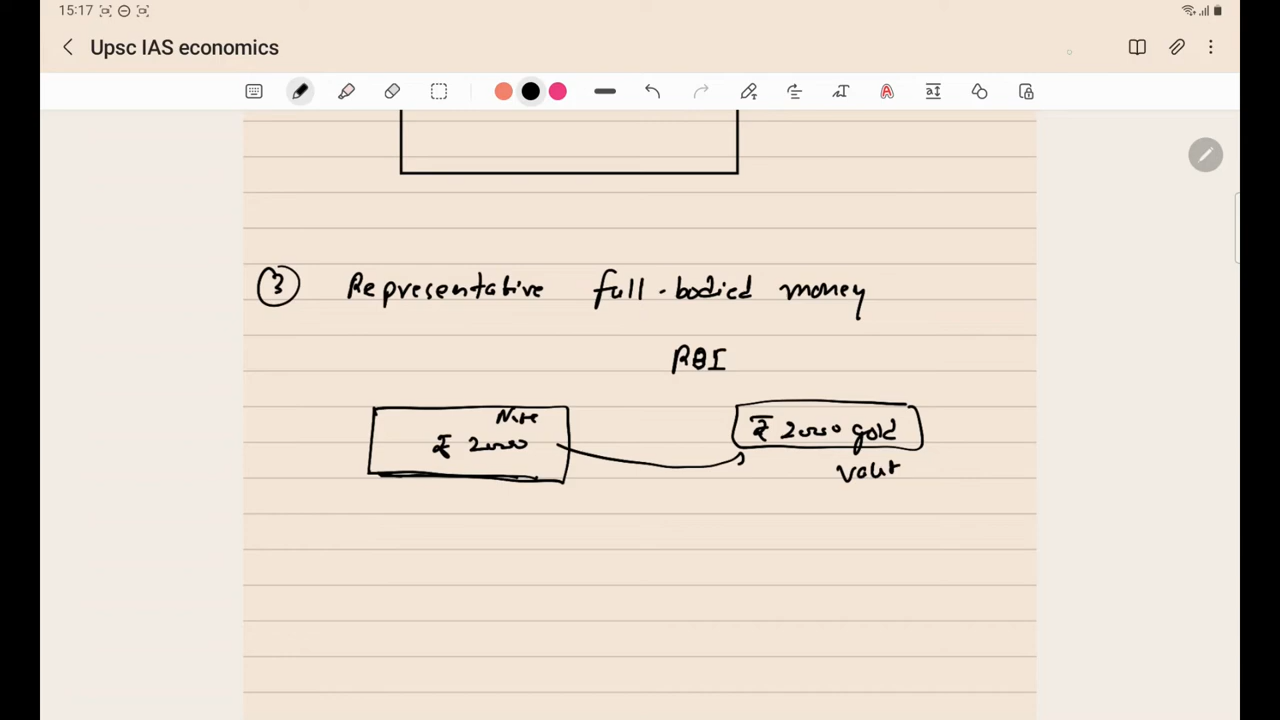 15:17
Upsc IAS economics
③ Representative full-bodied money
RBI
Note
₹ 2000
₹ 2000 gold
Vault